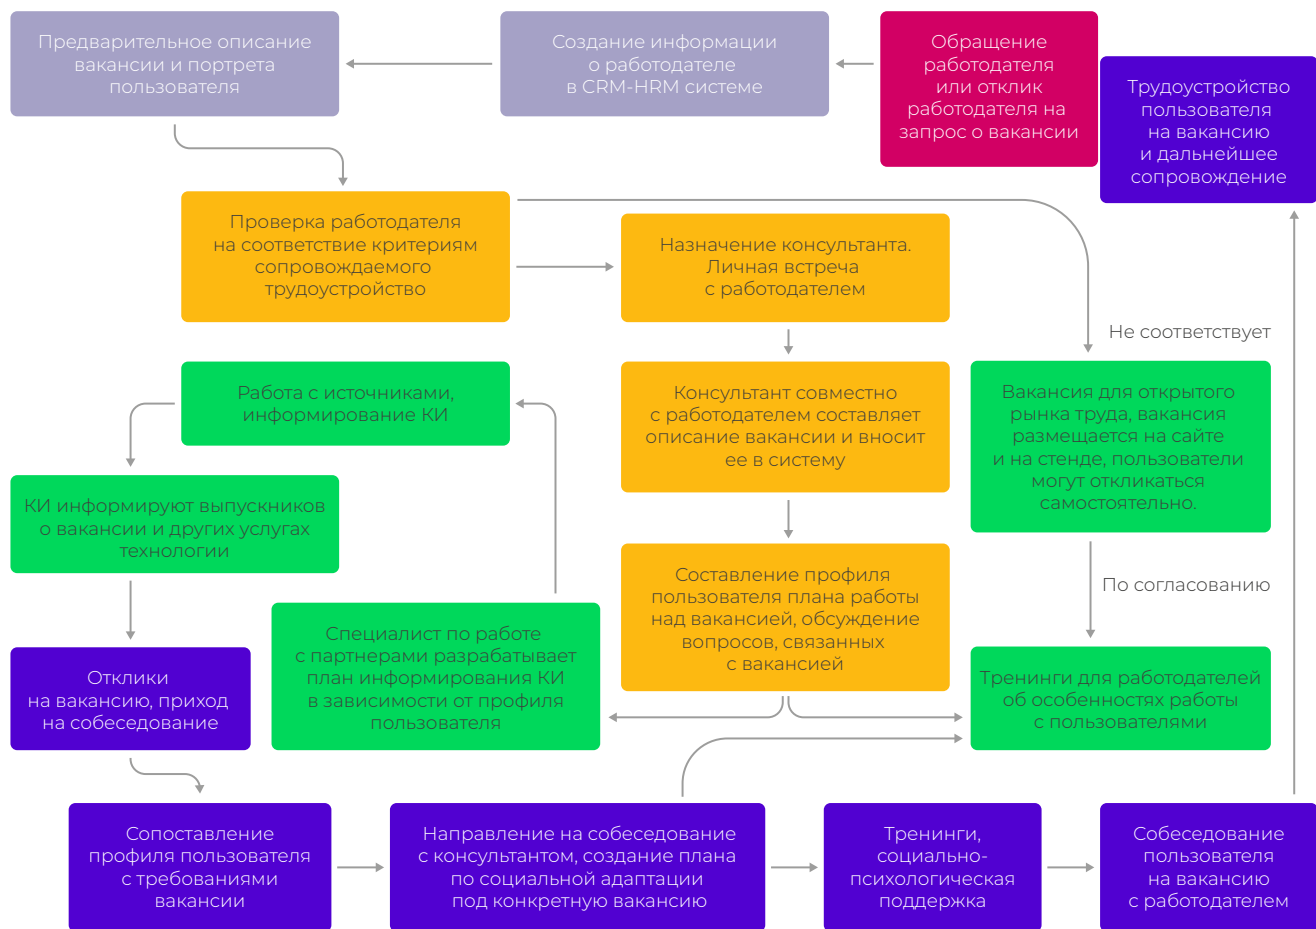 Предварительное описание
вакансии и портрета
пользователя
Создание информации
о работодателе
в CRM-HRM системе
Обращение
работодателя
или отклик
работодателя на
запрос о вакансии
Трудоустройство
пользователя
на вакансию
и дальнейшее
сопровождение
Проверка работодателя
на соответствие критериям
сопровождаемого
трудоустройство
Назначение консультанта.
Личная встреча
с работодателем
Не соответствует
Работа с источниками,
информирование КИ
Консультант совместно
с работодателем составляет
описание вакансии и вносит
ее в систему
Вакансия для открытого
рынка труда, вакансия
размещается на сайте
и на стенде, пользователи
могут откликаться
самостоятельно.
КИ информируют выпускников
о вакансии и других услугах
технологии
Составление профиля
пользователя плана работы
над вакансией, обсуждение
вопросов, связанных
с вакансией
По согласованию
Специалист по работе
с партнерами разрабатывает
план информирования КИ
в зависимости от профиля
пользователя
Отклики
на вакансию, приход
на собеседование
Тренинги для работодателей
об особенностях работы
с пользователями
Сопоставление
профиля пользователя
с требованиями
вакансии
Направление на собеседование
с консультантом, создание плана
по социальной адаптации
под конкретную вакансию
Тренинги,
социально-
психологическая
поддержка
Собеседование
пользователя
на вакансию
с работодателем